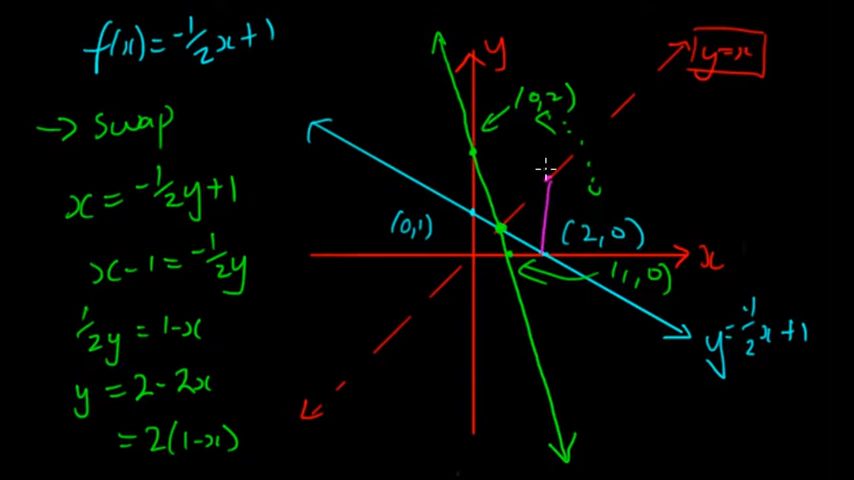 f(x) = -1/2x + 1
→ swap
x = -1/2y + 1
x - 1 = -1/2y
1/2y = 1 - x
y = 2 - 2x
= 2(1-x)
y
y = x
(0,2)
(0,1)
(2,0)
x
(1,0)
y = -1/2x + 1